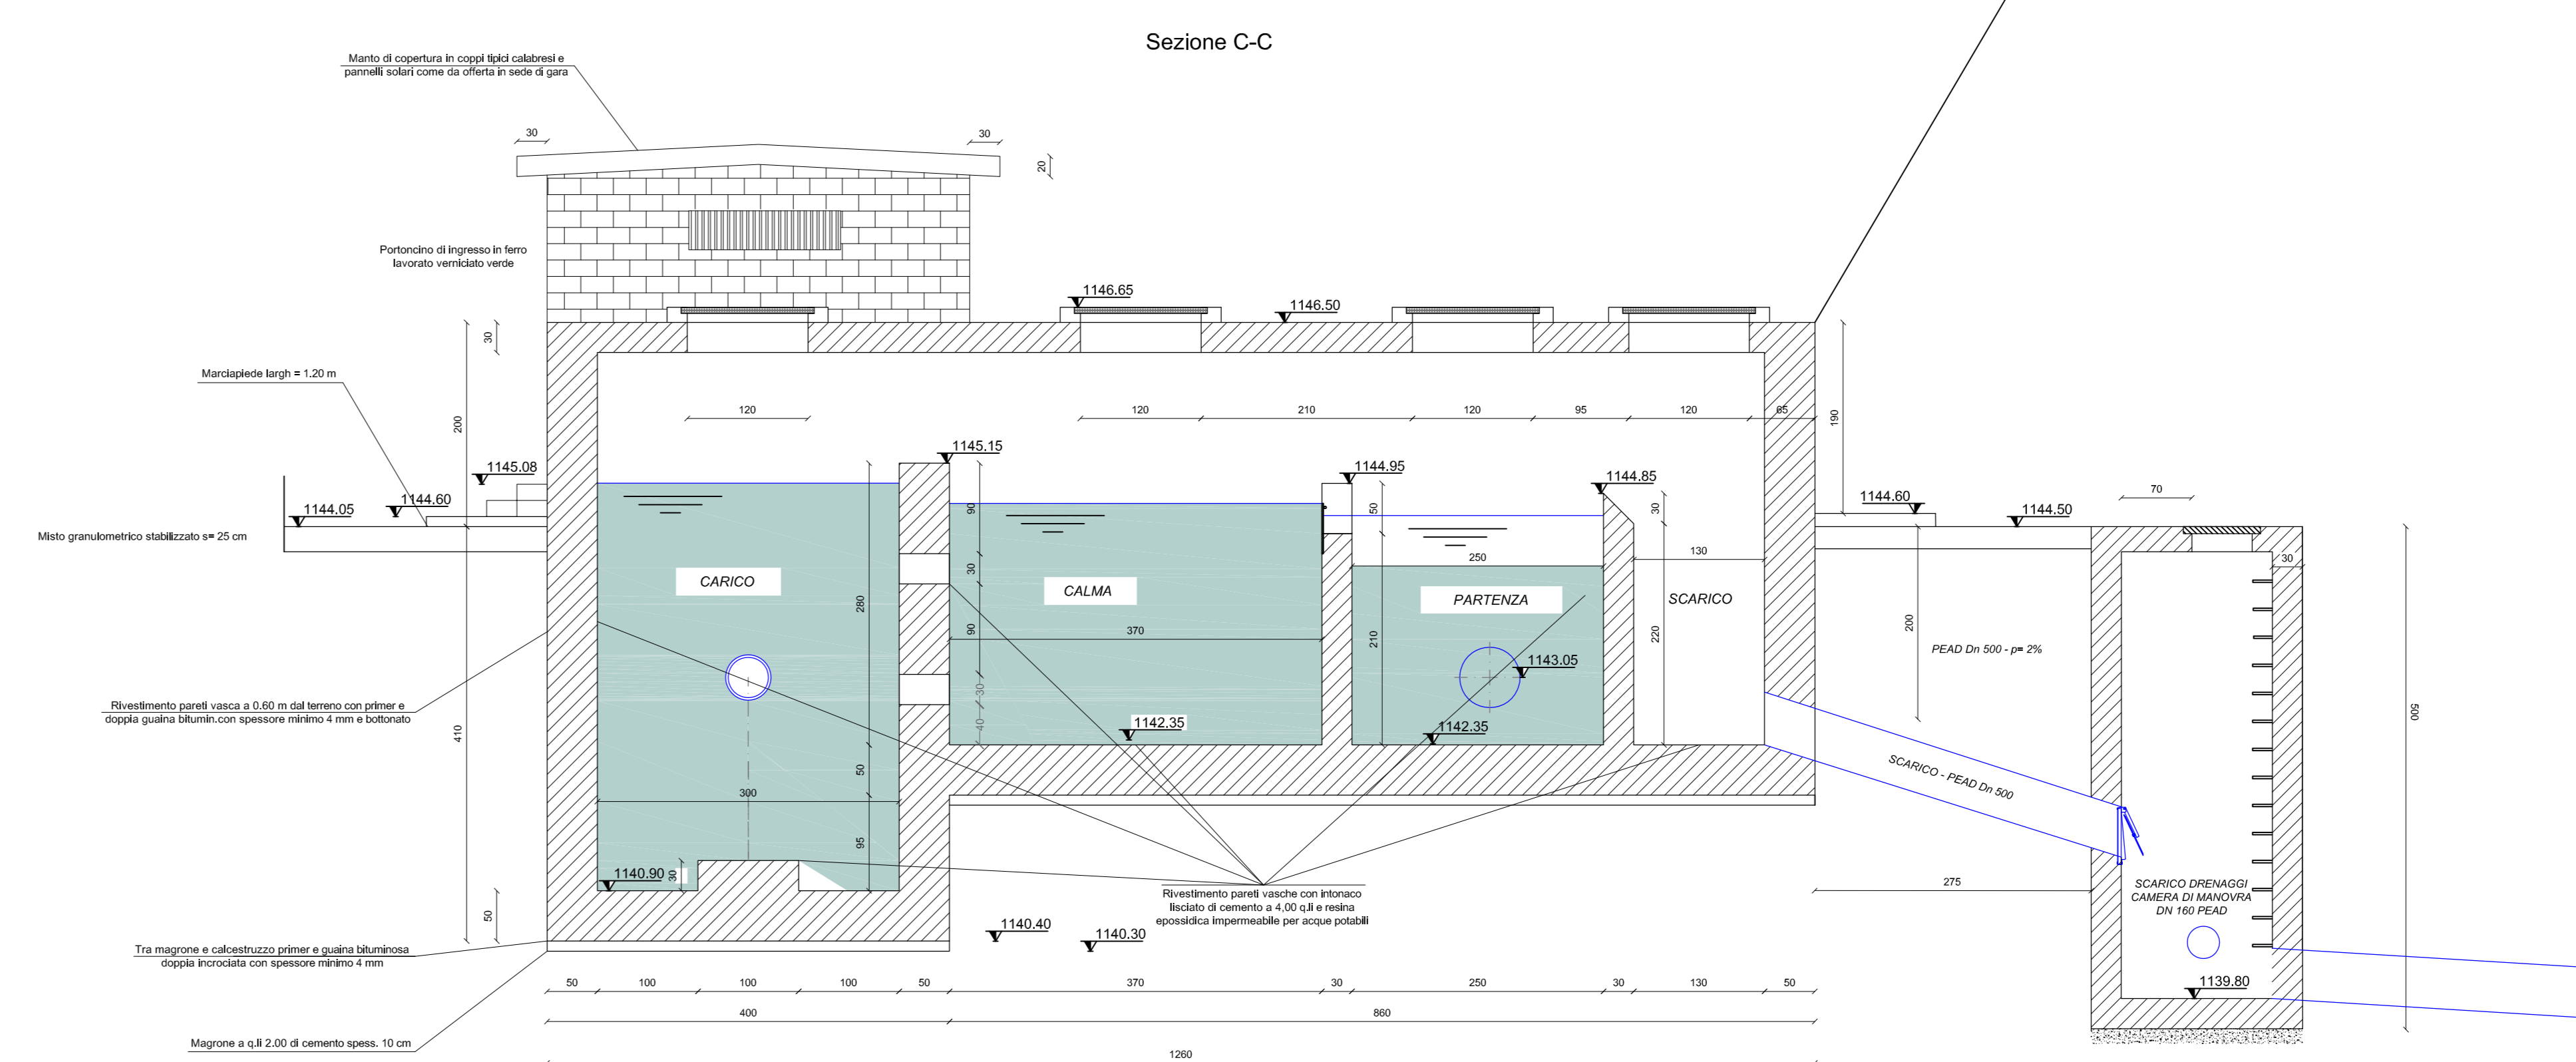 Sezione C-C
Manto di copertura in coppi tipici calabresi e
pannelli solari come da offerta in sede di gara
30
30
20
Portoncino di ingresso in ferro
lavorato verniciato verde
1146.65
1146.50
30
Marciapiede largh = 1.20 m
200
120
120
210
120
95
120
65
190
1145.15
1145.08
1144.95
1144.85
1144.60
1144.05
1144.60
1144.50
70
Misto granulometrico stabilizzato s= 25 cm
90
50
30
30
250
130
30
CARICO
CALMA
PARTENZA
SCARICO
280
90
370
210
220
200
PEAD Dn 500 - p= 2%
1143.05
500
Rivestimento pareti vasca a 0.60 m dal terreno con primer e
doppia guaina bitumin.con spessore minimo 4 mm e bottonato
30
40
1142.35
1142.35
410
50
SCARICO - PEAD Dn 500
300
95
1140.90
30
275
SCARICO DRENAGGI
CAMERA DI MANOVRA
DN 160 PEAD
Rivestimento pareti vasche con intonaco
lisciato di cemento a 4,00 q.li e resina
epossidica impermeabile per acque potabili
50
1140.40
1140.30
Tra magrone e calcestruzzo primer e guaina bituminosa
doppia incrociata con spessore minimo 4 mm
1139.80
50
100
100
100
50
370
30
250
30
130
50
400
860
Magrone a q.li 2.00 di cemento spess. 10 cm
1260